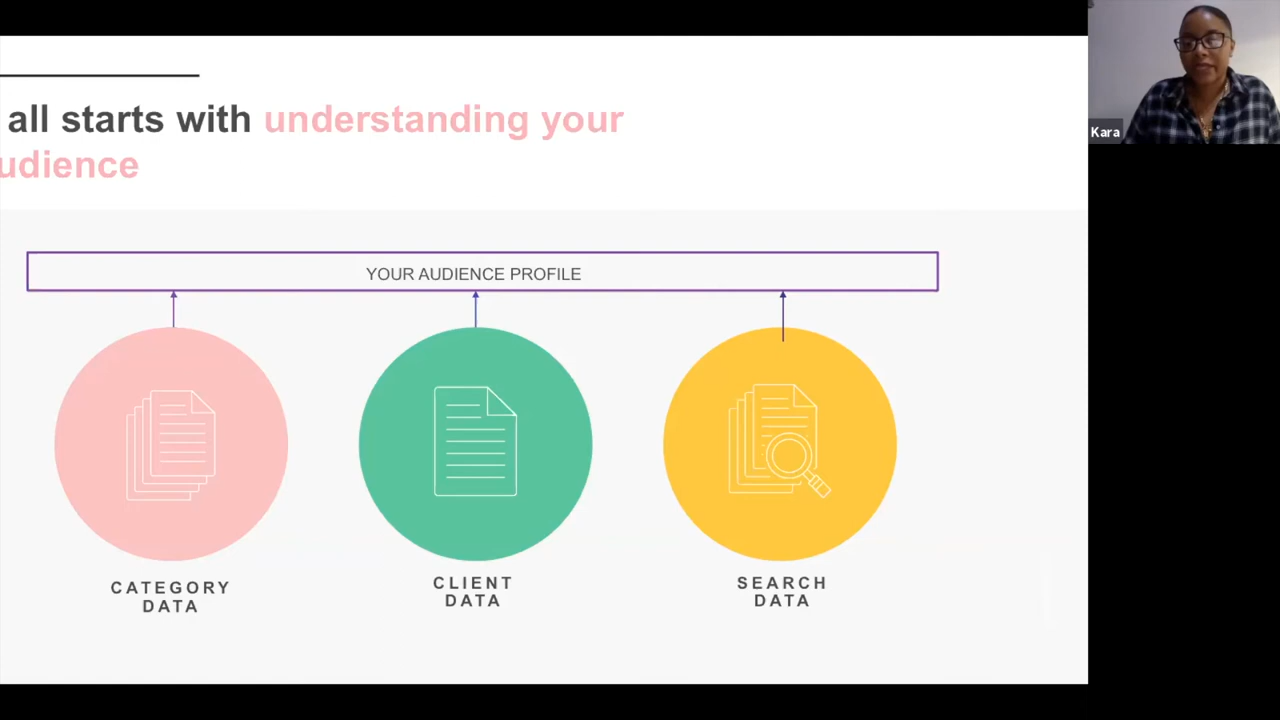 all starts with understanding your
udience
Kara
YOUR AUDIENCE PROFILE
CATEGORY
DATA
CLIENT
DATA
SEARCH
DATA